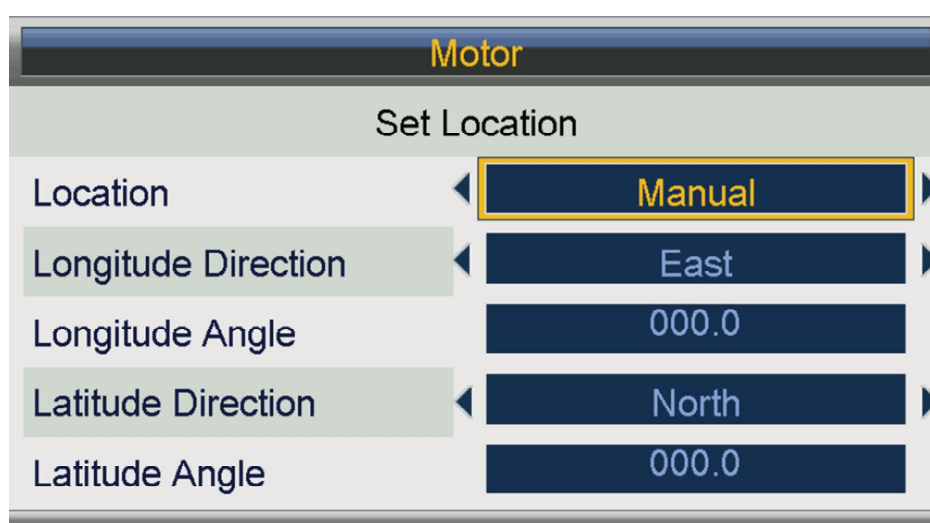 Motor
Set Location
Location Manual
Longitude Direction East
Longitude Angle 000.0
Latitude Direction North
Latitude Angle 000.0